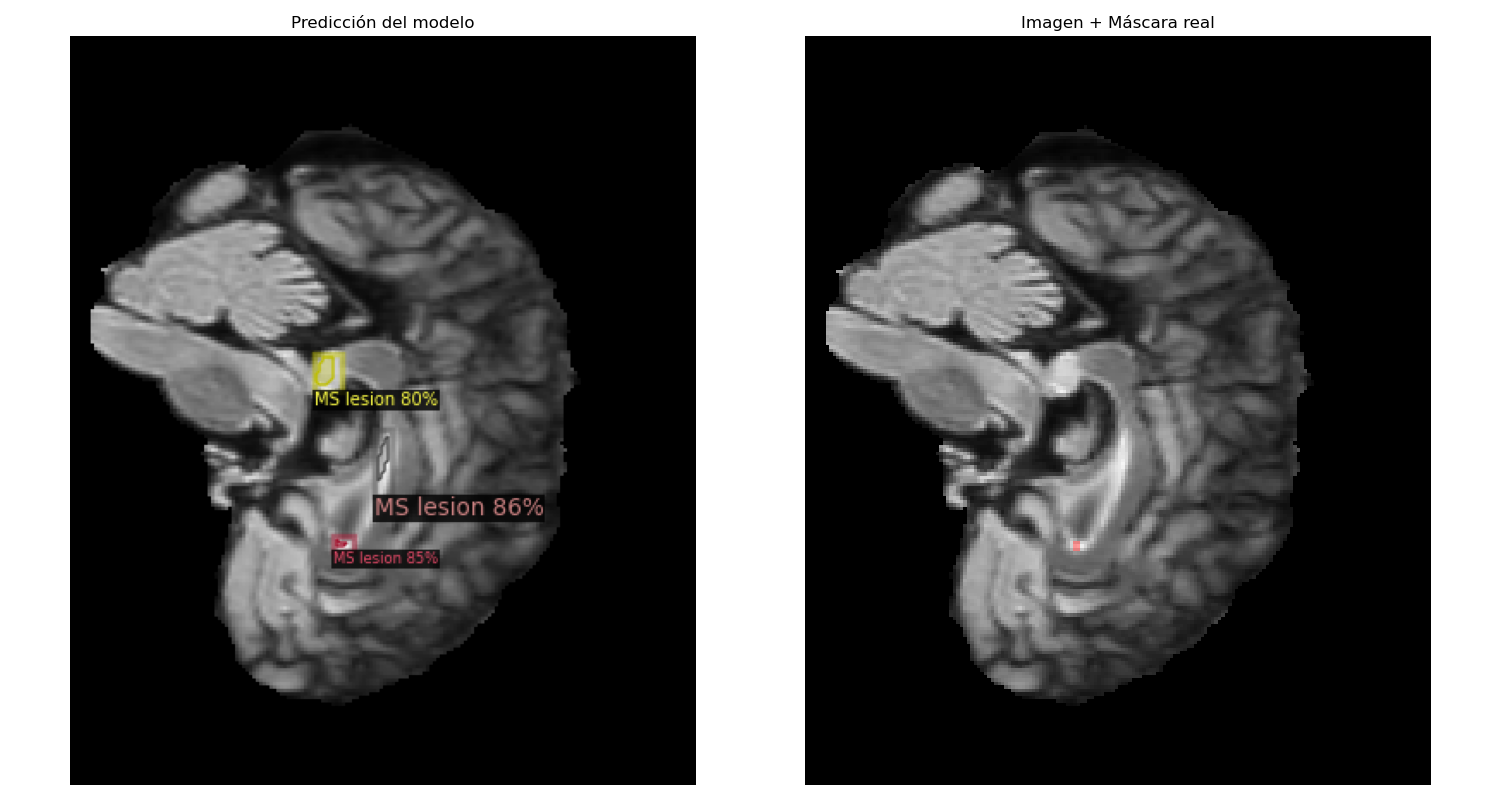 Predicción del modelo
Imagen + Máscara real
MS lesion 80%
MS lesion 86%
MS lesion 85%